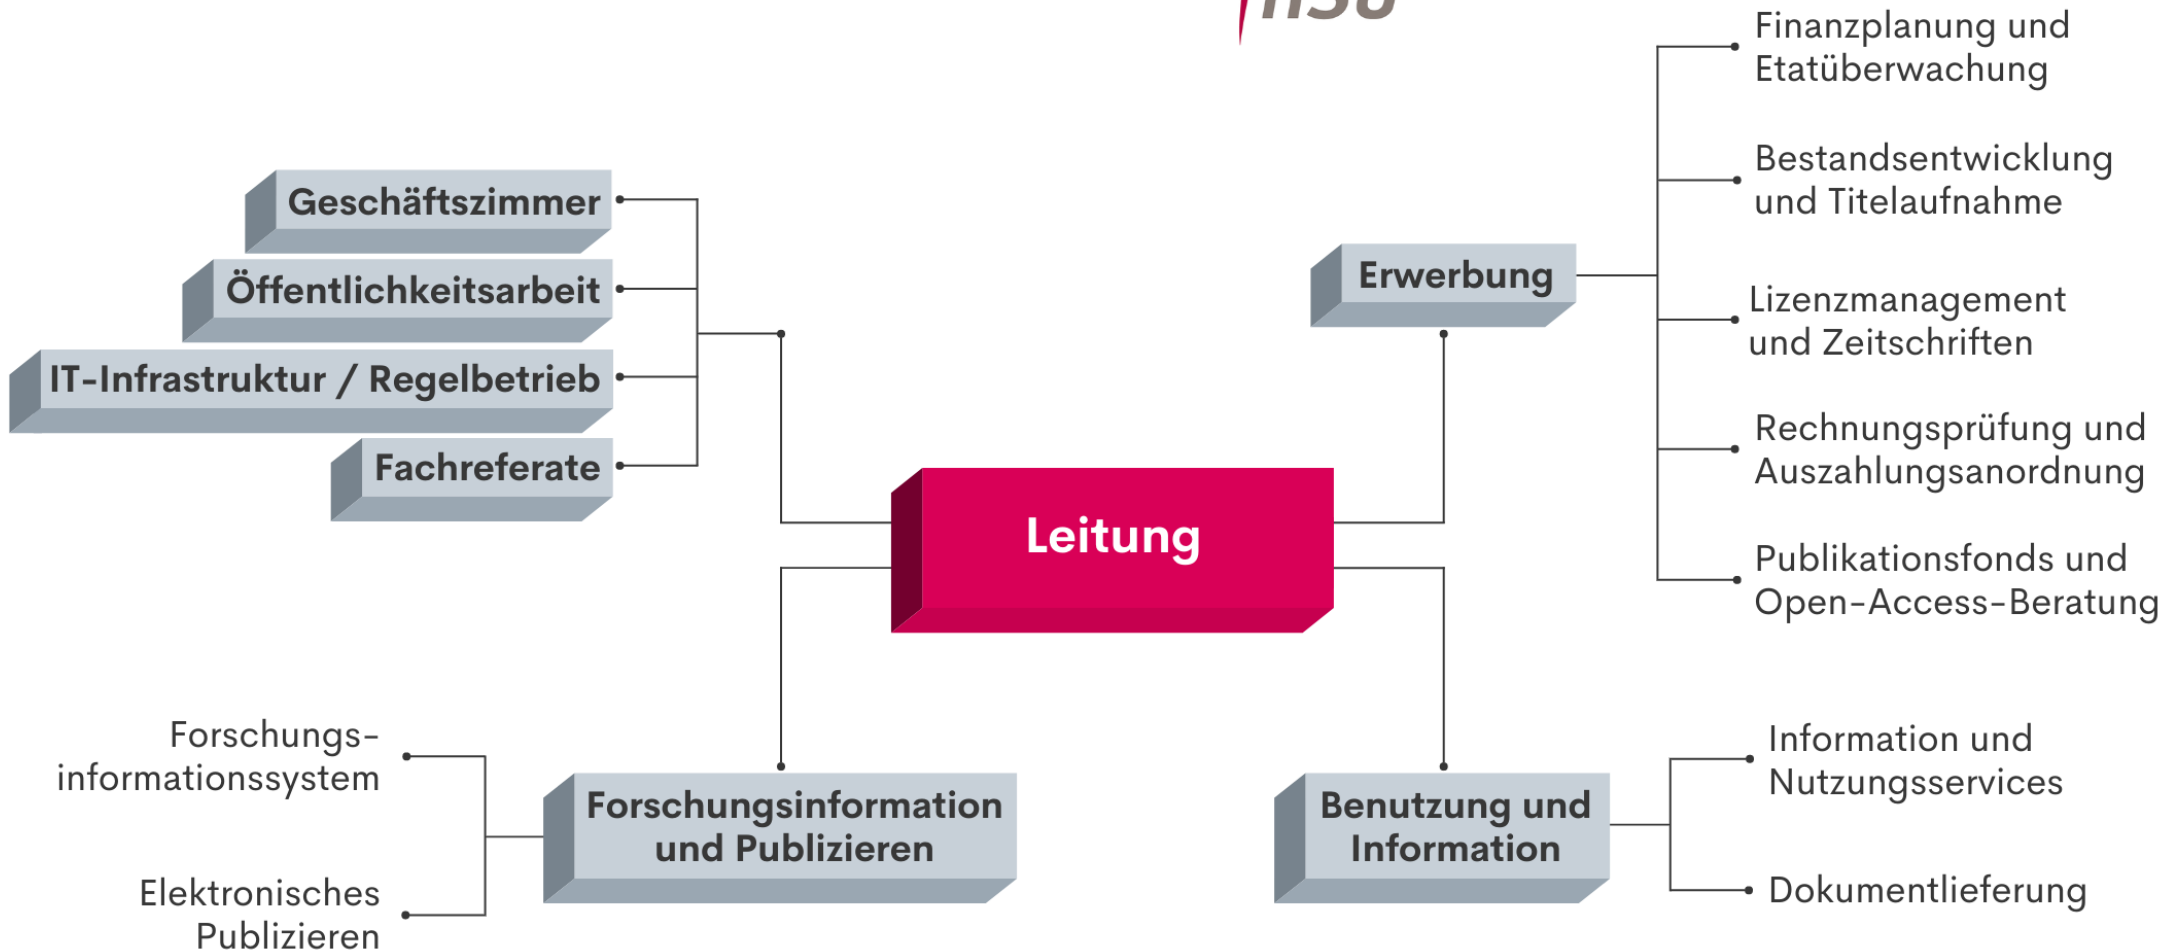 Finanzplanung und
Etatüberwachung
Bestandsentwicklung
und Titelaufnahme
Geschäftszimmer
Öffentlichkeitsarbeit
IT-Infrastruktur / Regelbetrieb
Fachreferate
Erwerbung
Lizenzmanagement
und Zeitschriften
Rechnungsprüfung und
Auszahlungsanordnung
Leitung
Publikationsfonds und
Open-Access-Beratung
Forschungs-
informationssystem
Elektronisches
Publizieren
Forschungsinformation
und Publizieren
Benutzung und
Information
Information und
Nutzungsservices
Dokumentlieferung